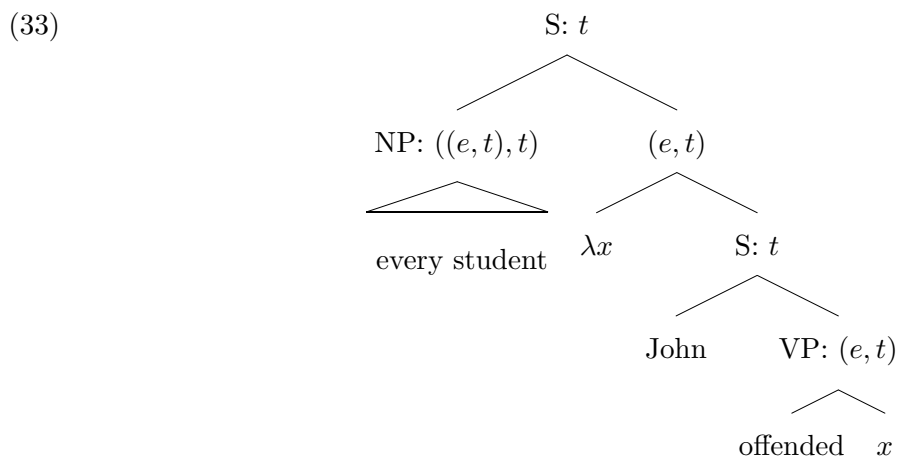 (33) S: t
NP: ((e, t), t) (e, t)
every student λx S: t
John VP: (e, t)
offended x